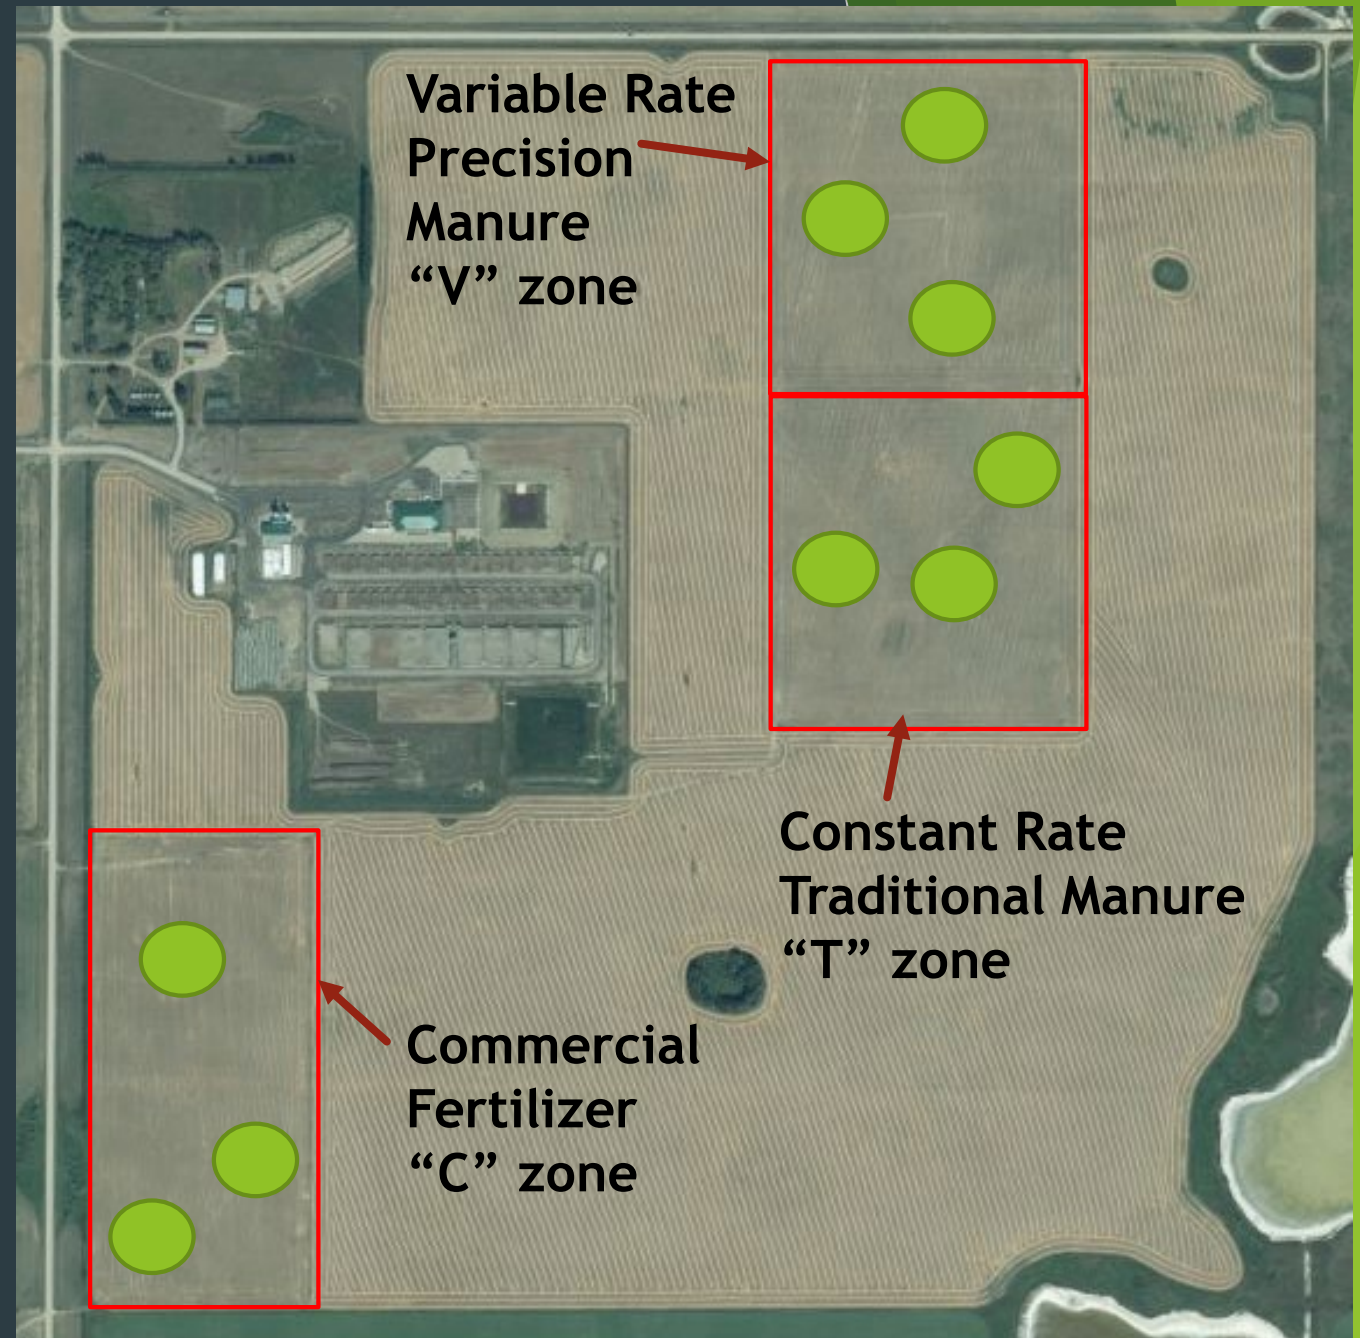 Variable Rate
Precision
Manure
“V” zone
Constant Rate
Traditional Manure
“T” zone
Commercial
Fertilizer
“C” zone